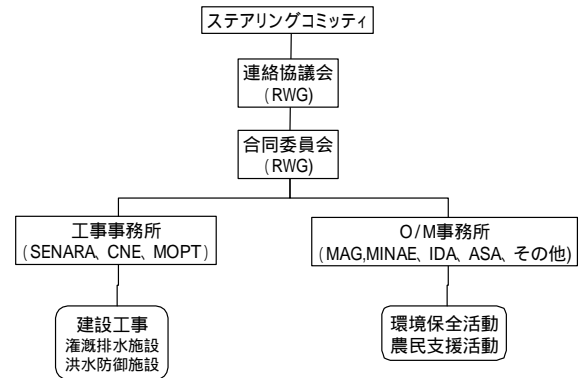 ステアリングコミッティ
連絡協議会
(RWG)
合同委員会
(RWG)
工事事務所
(SENARA、CNE、MOPT)
O/M事務所
(MAG,MINAE、IDA、ASA、その他)
建設工事
灌漑排水施設
洪水防御施設
環境保全活動
農民支援活動